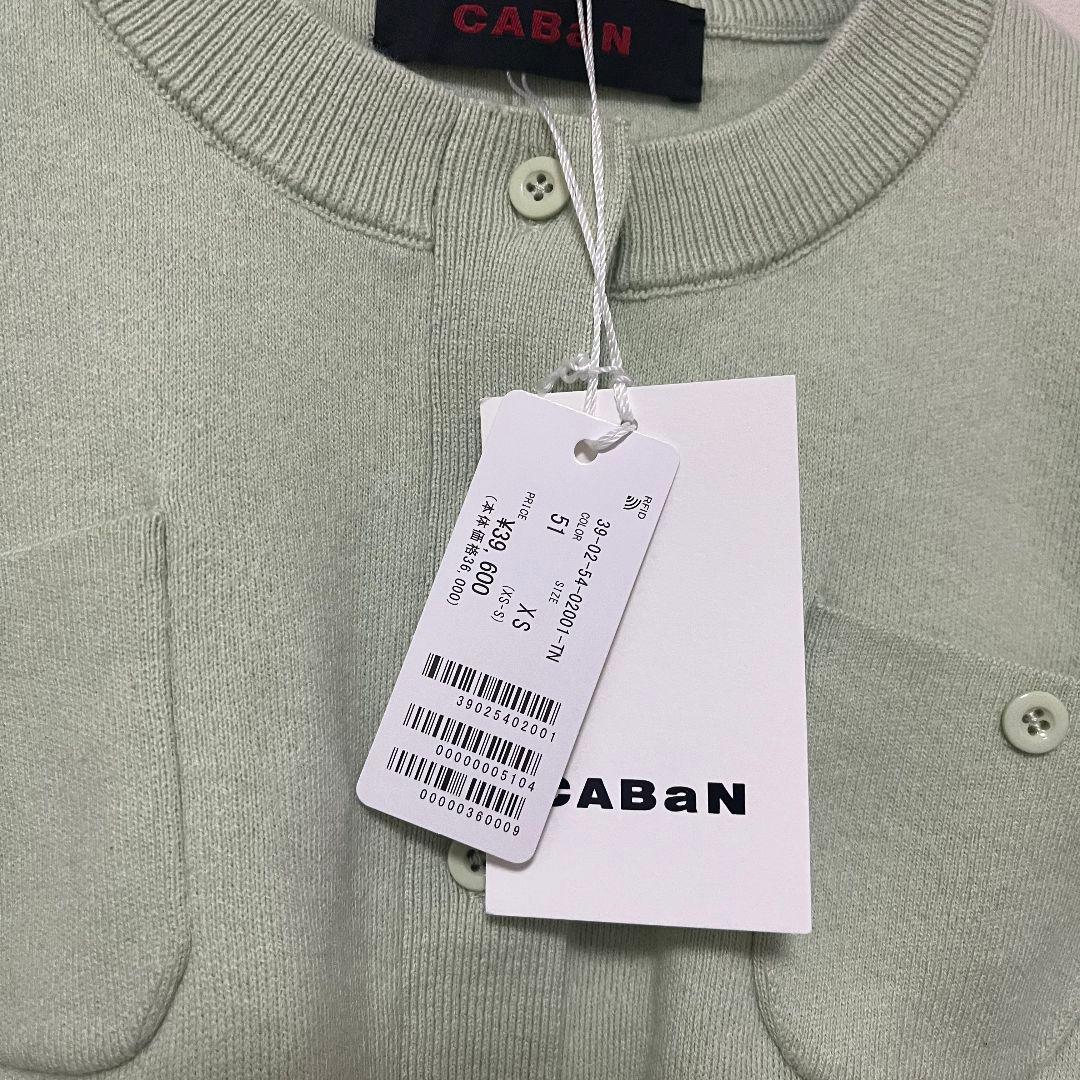 CABaN
RFID
39-02-54-02001-TN
COLOR SIZE
51 XS
(XS-S)
PRICE
¥39,600
(本体価格36,000)
39025402001
00000005104
00000360009
CABaN